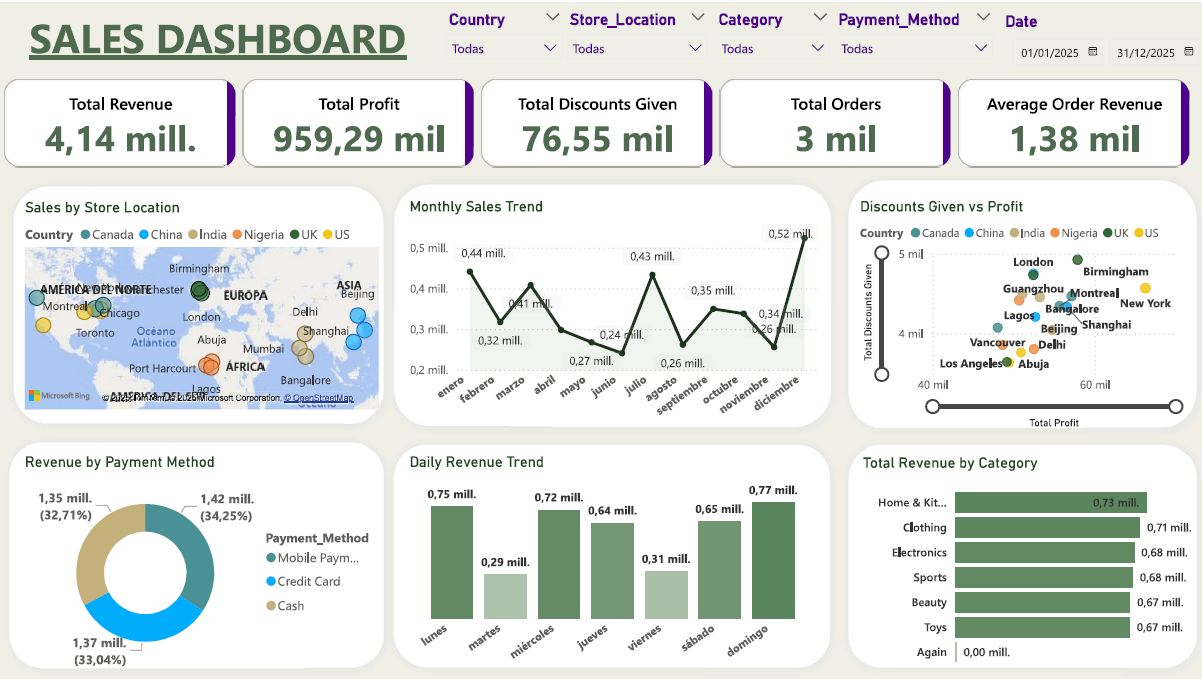 SALES DASHBOARD
Country
Store_Location
Category
Payment_Method
Date
Todas
Todas
Todas
Todas
01/01/2025
31/12/2025
Total Revenue
4,14 mill.
Total Profit
959,29 mil
Total Discounts Given
76,55 mil
Total Orders
3 mil
Average Order Revenue
1,38 mil
Sales by Store Location
Country Canada China India Nigeria UK US
Birmingham
AMÉRICA DEL NORTE
EUROPA
ASIA
Beijing
Montreal
Chicago
London
Delhi
Shanghai
Toronto
Océano
Atlántico
Abuja
Mumbai
Port Harcourt
ÁFRICA
Lagos
Bangalore
Microsoft Bing
Microsoft Corporation, © OpenStreetMap
Monthly Sales Trend
0,5 mill.
0,4 mill.
0,3 mill.
0,2 mill.
0,44 mill.
0,32 mill.
0,41 mill.
0,27 mill.
0,24 mill.
0,43 mill.
0,26 mill.
0,35 mill.
0,34 mill.
0,26 mill.
0,52 mill.
enero
febrero
marzo
abril
mayo
junio
julio
agosto
septiembre
octubre
noviembre
diciembre
Discounts Given vs Profit
Country Canada China India Nigeria UK US
Total Discounts Given
5 mil
4 mil
London
Birmingham
Guangzhou
Montreal
New York
Lagos
Bangalore
Shanghai
Beijing
Vancouver
Delhi
Los Angeles
Abuja
40 mil
60 mil
Total Profit
Revenue by Payment Method
1,35 mill.
(32,71%)
1,42 mill.
(34,25%)
1,37 mill.
(33,04%)
Payment_Method
Mobile Paym...
Credit Card
Cash
Daily Revenue Trend
0,75 mill.
0,29 mill.
0,72 mill.
0,64 mill.
0,31 mill.
0,65 mill.
0,77 mill.
lunes
martes
miércoles
jueves
viernes
sábado
domingo
Total Revenue by Category
Home & Kit... 0,73 mill.
Clothing 0,71 mill.
Electronics 0,68 mill.
Sports 0,68 mill.
Beauty 0,67 mill.
Toys 0,67 mill.
Again 0,00 mill.